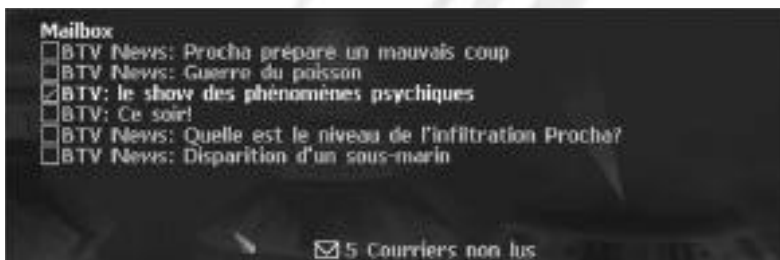 Mailbox
BTV News: Procha prépare un mauvais coup
BTV News: Guerre du poisson
BTV: le show des phénomènes psychiques
BTV: Ce soir!
BTV News: Quelle est le niveau de l'infiltration Procha?
BTV News: Disparition d'un sous-marin
5 Courriers non lus